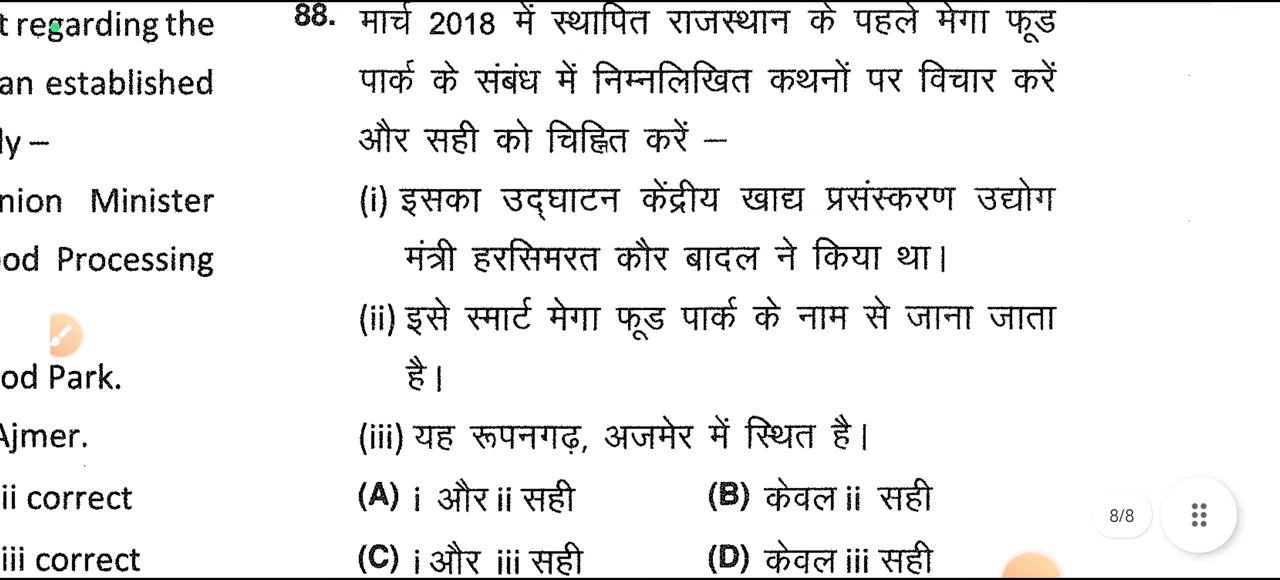 t regarding the
an established
ly –
nion Minister
ood Processing
od Park.
Ajmer.
ii correct
iii correct
88. मार्च 2018 में स्थापित राजस्थान के पहले मेगा फूड
पार्क के संबंध में निम्नलिखित कथनों पर विचार करें
और सही को चिह्नित करें –
(i) इसका उद्घाटन केंद्रीय खाद्य प्रसंस्करण उद्योग
मंत्री हरसिमरत कौर बादल ने किया था।
(ii) इसे स्मार्ट मेगा फूड पार्क के नाम से जाना जाता
है।
(iii) यह रूपनगढ़, अजमेर में स्थित है।
(A) i और ii सही (B) केवल ii सही
(C) i और iii सही (D) केवल iii सही
8/8